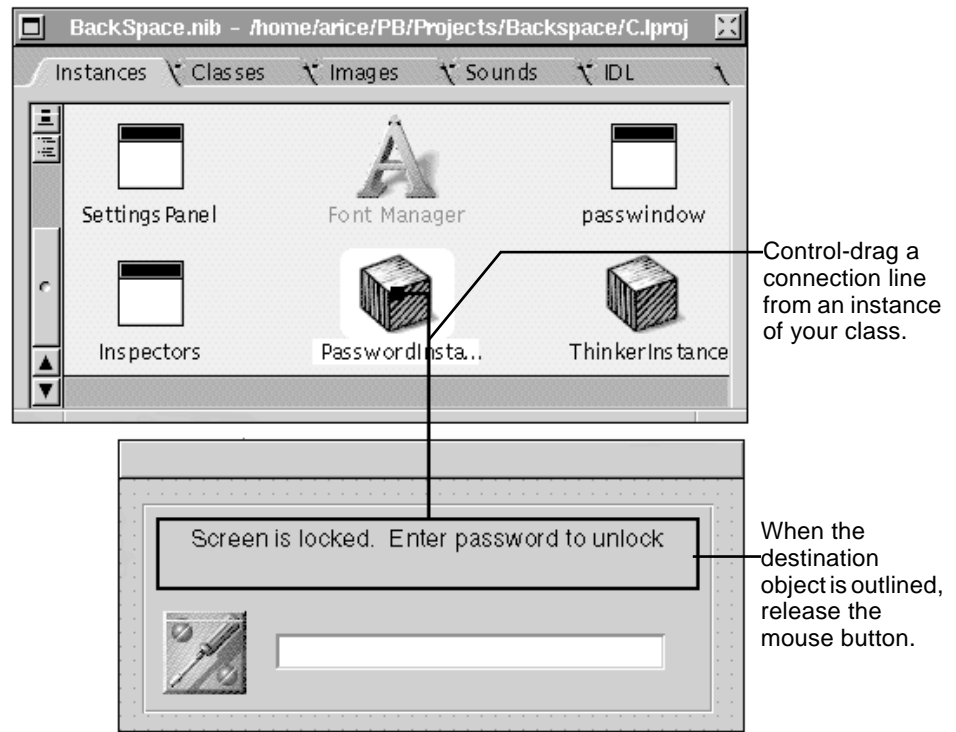 BackSpace.nib – /home/arice/PB/Projects/Backspace/C.lproj
Instances Classes Images Sounds IDL
Settings Panel Font Manager passwindow
Inspectors PasswordInsta... ThinkerInstance
Control-drag a
connection line
from an instance
of your class.
Screen is locked. Enter password to unlock
When the
destination
object is outlined,
release the
mouse button.